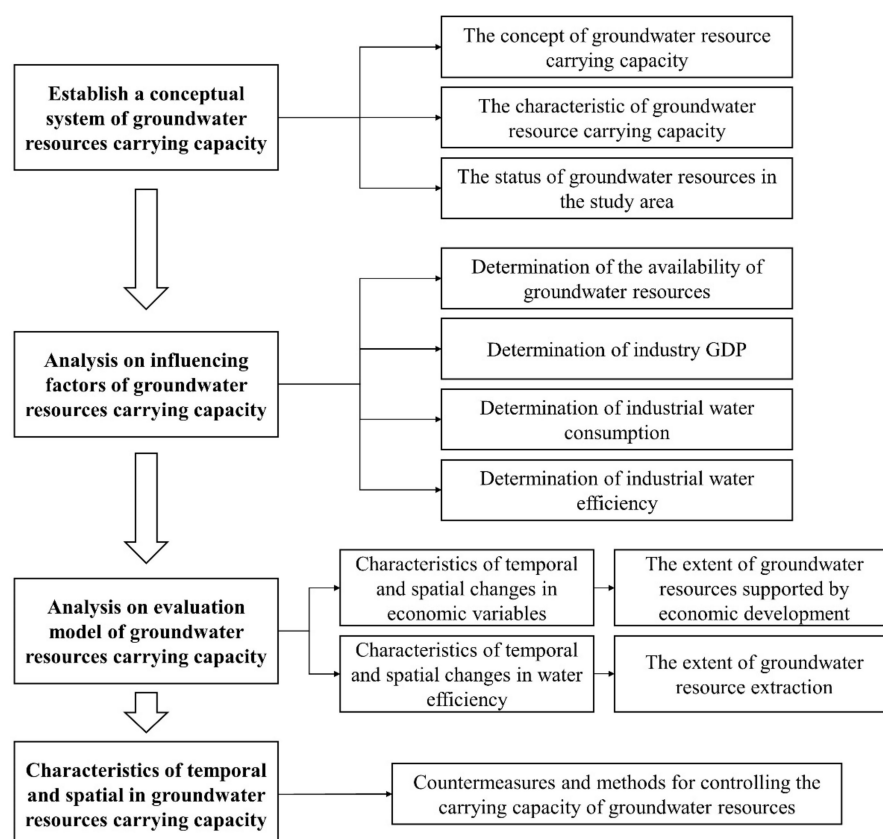 The concept of groundwater resource
carrying capacity
Establish a conceptual
system of groundwater
resources carrying capacity
The characteristic of groundwater
resource carrying capacity
The status of groundwater resources in
the study area
Determination of the availability of
groundwater resources
Analysis on influencing
factors of groundwater
resources carrying capacity
Determination of industry GDP
Determination of industrial water
consumption
Determination of industrial water
efficiency
Analysis on evaluation
model of groundwater
resources carrying capacity
Characteristics of temporal
and spatial changes in
economic variables
The extent of groundwater
resources supported by
economic development
Characteristics of temporal
and spatial changes in water
efficiency
The extent of groundwater
resource extraction
Characteristics of temporal
and spatial in groundwater
resources carrying capacity
Countermeasures and methods for controlling the
carrying capacity of groundwater resources